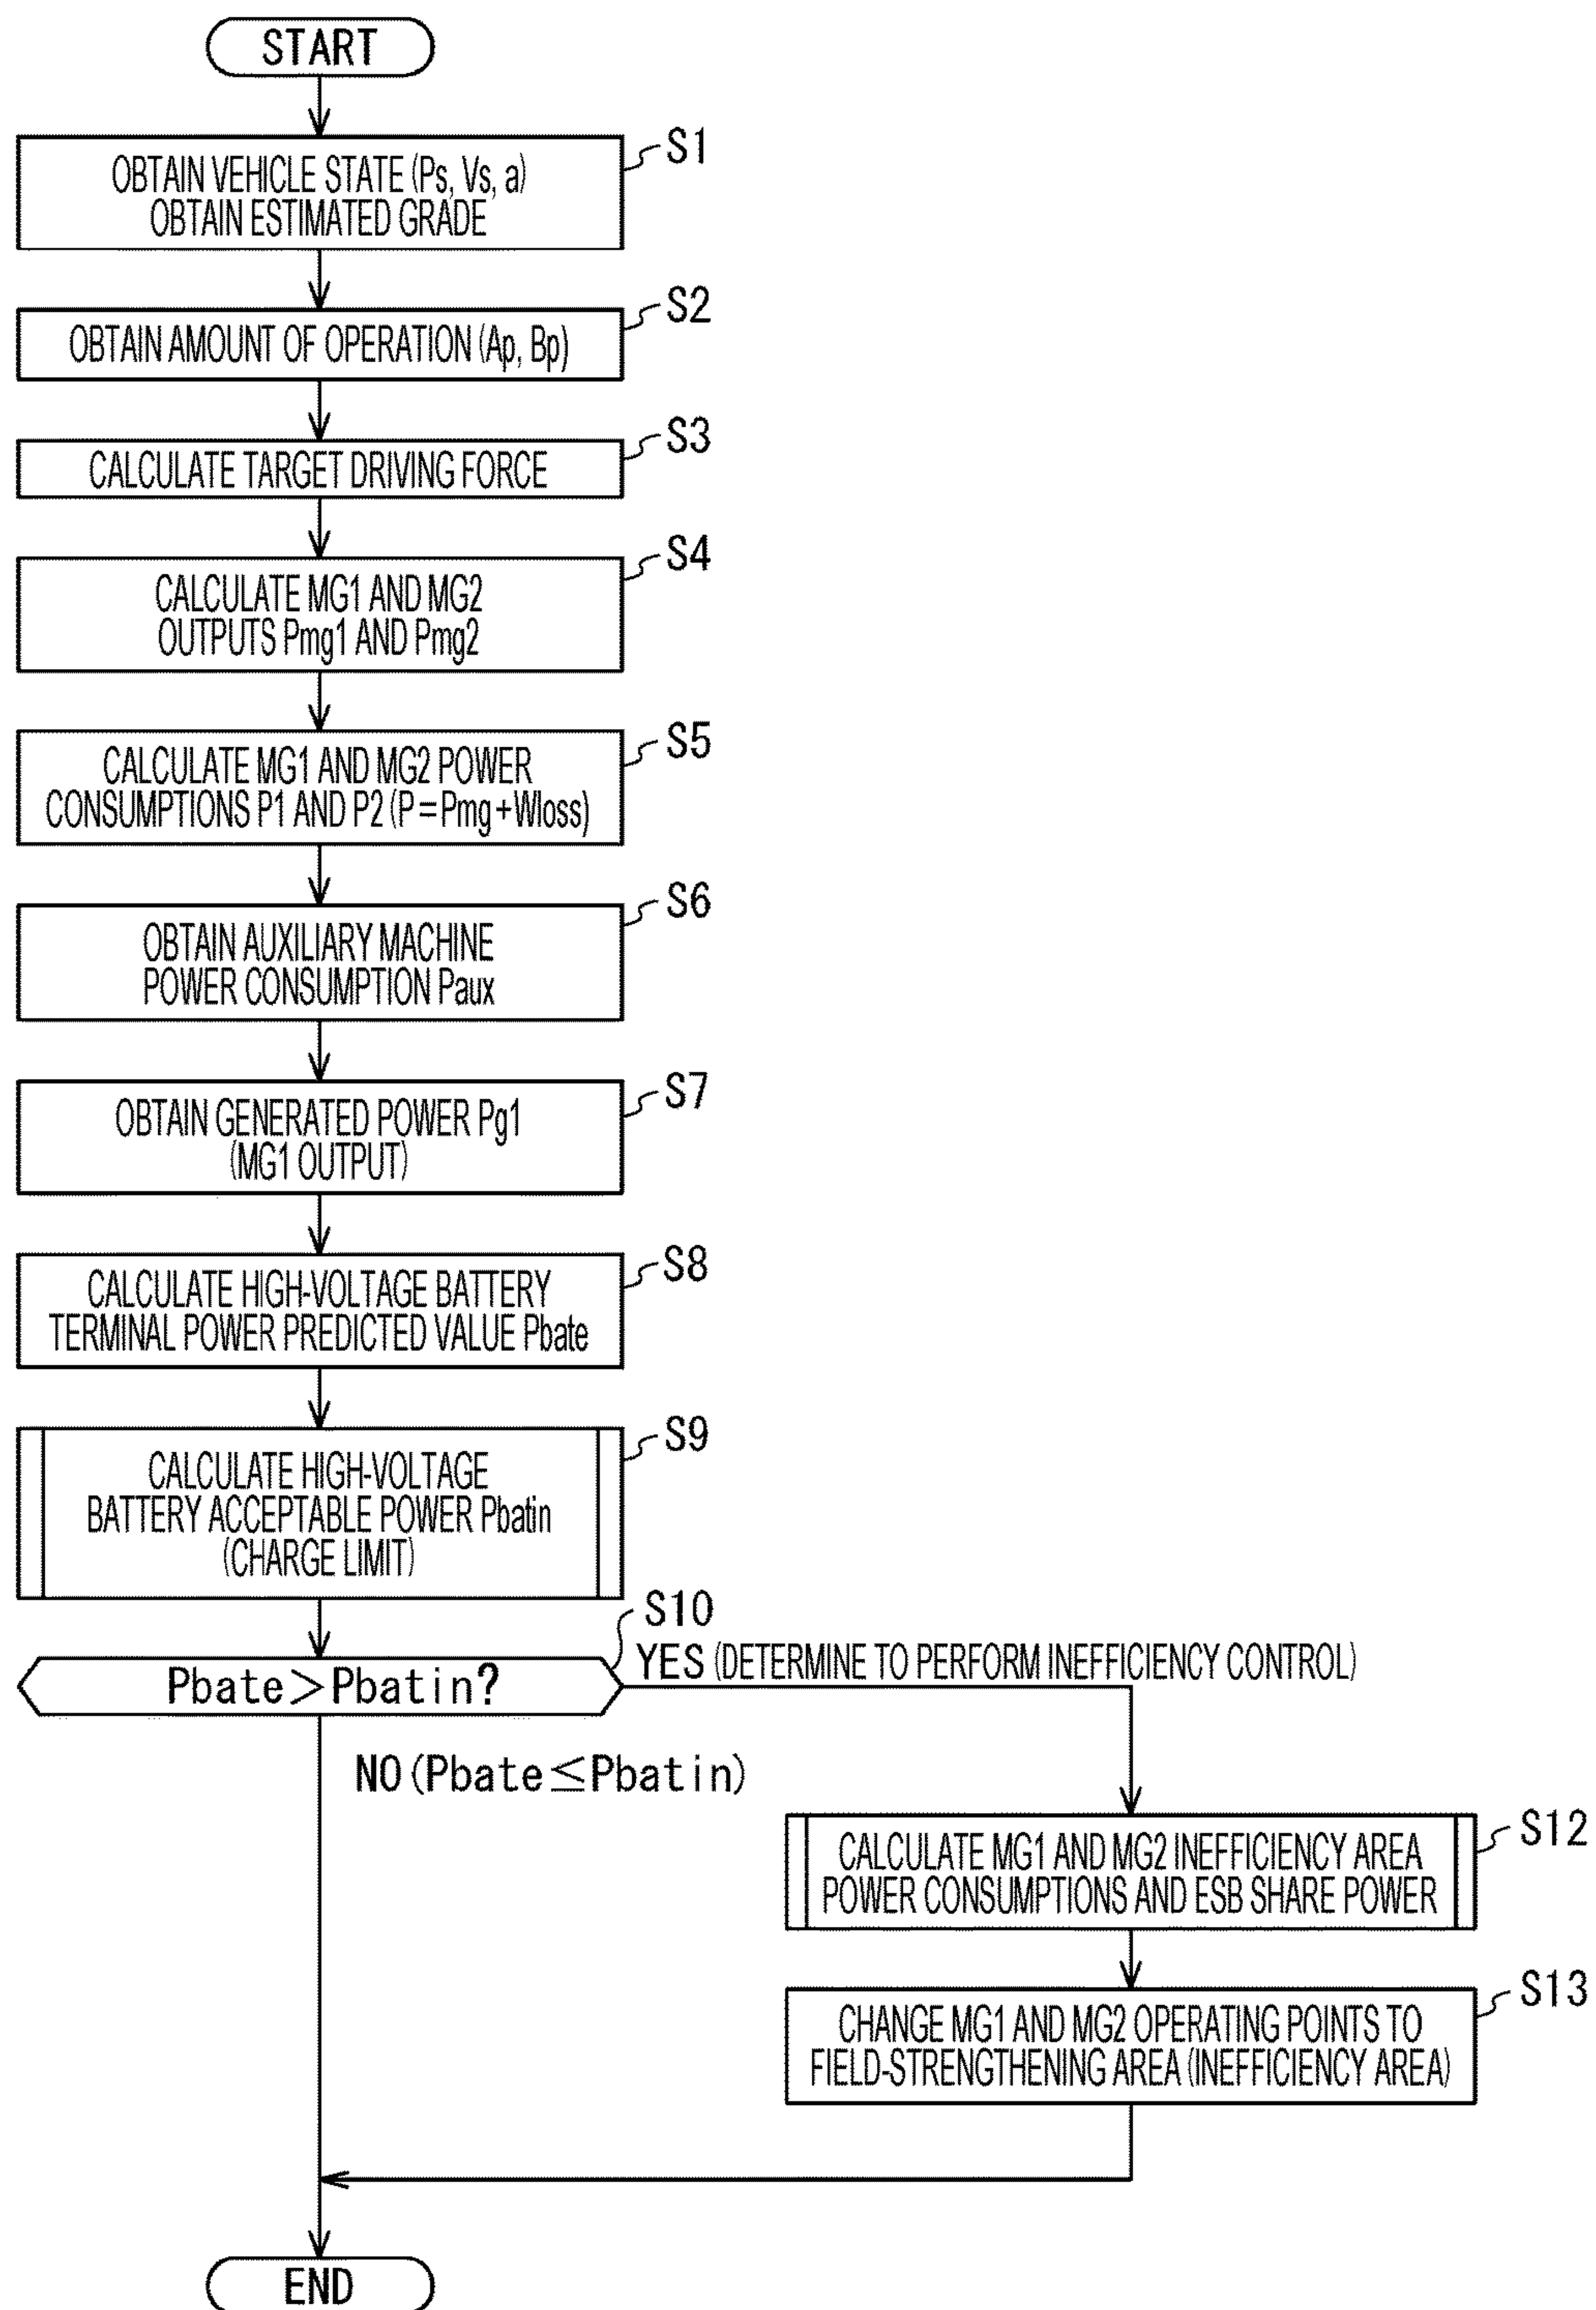 START
S1
OBTAIN VEHICLE STATE (Ps, Vs, a)
OBTAIN ESTIMATED GRADE
S2
OBTAIN AMOUNT OF OPERATION (Ap, Bp)
S3
CALCULATE TARGET DRIVING FORCE
S4
CALCULATE MG1 AND MG2
OUTPUTS Pmg1 AND Pmg2
S5
CALCULATE MG1 AND MG2 POWER
CONSUMPTIONS P1 AND P2 (P=Pmg+Wloss)
S6
OBTAIN AUXILIARY MACHINE
POWER CONSUMPTION Paux
S7
OBTAIN GENERATED POWER Pg1
(MG1 OUTPUT)
S8
CALCULATE HIGH-VOLTAGE BATTERY
TERMINAL POWER PREDICTED VALUE Pbate
S9
CALCULATE HIGH-VOLTAGE
BATTERY ACCEPTABLE POWER Pbatin
(CHARGE LIMIT)
S10
Pbate>Pbatin?
YES (DETERMINE TO PERFORM INEFFICIENCY CONTROL)
NO (Pbate≦Pbatin)
S12
CALCULATE MG1 AND MG2 INEFFICIENCY AREA
POWER CONSUMPTIONS AND ESB SHARE POWER
S13
CHANGE MG1 AND MG2 OPERATING POINTS TO
FIELD-STRENGTHENING AREA (INEFFICIENCY AREA)
END